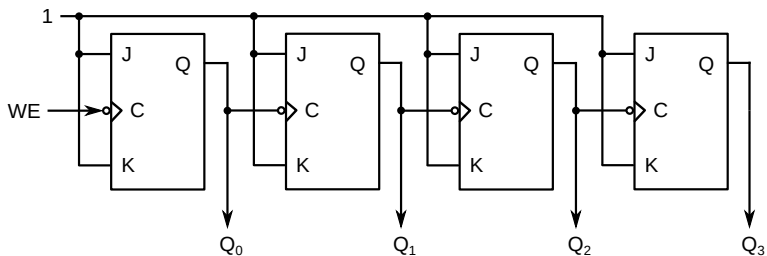 1
J Q J Q J Q J Q
WE C C C C
K K K K
Q₀ Q₁ Q₂ Q₃